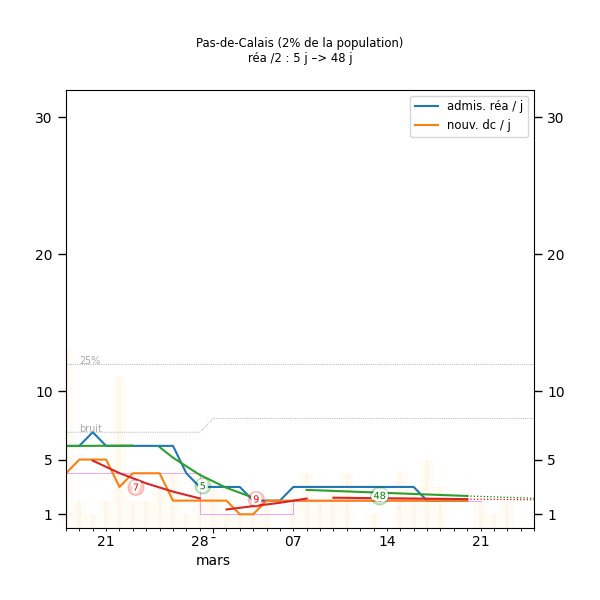 Pas-de-Calais (2% de la population)
réa /2 : 5 j –> 48 j
admis. réa / j
nouv. dc / j
30 30
20 20
25%
10 10
bruit
5 5
7 5 9 -48
1 1
21 28 07 14 21
mars